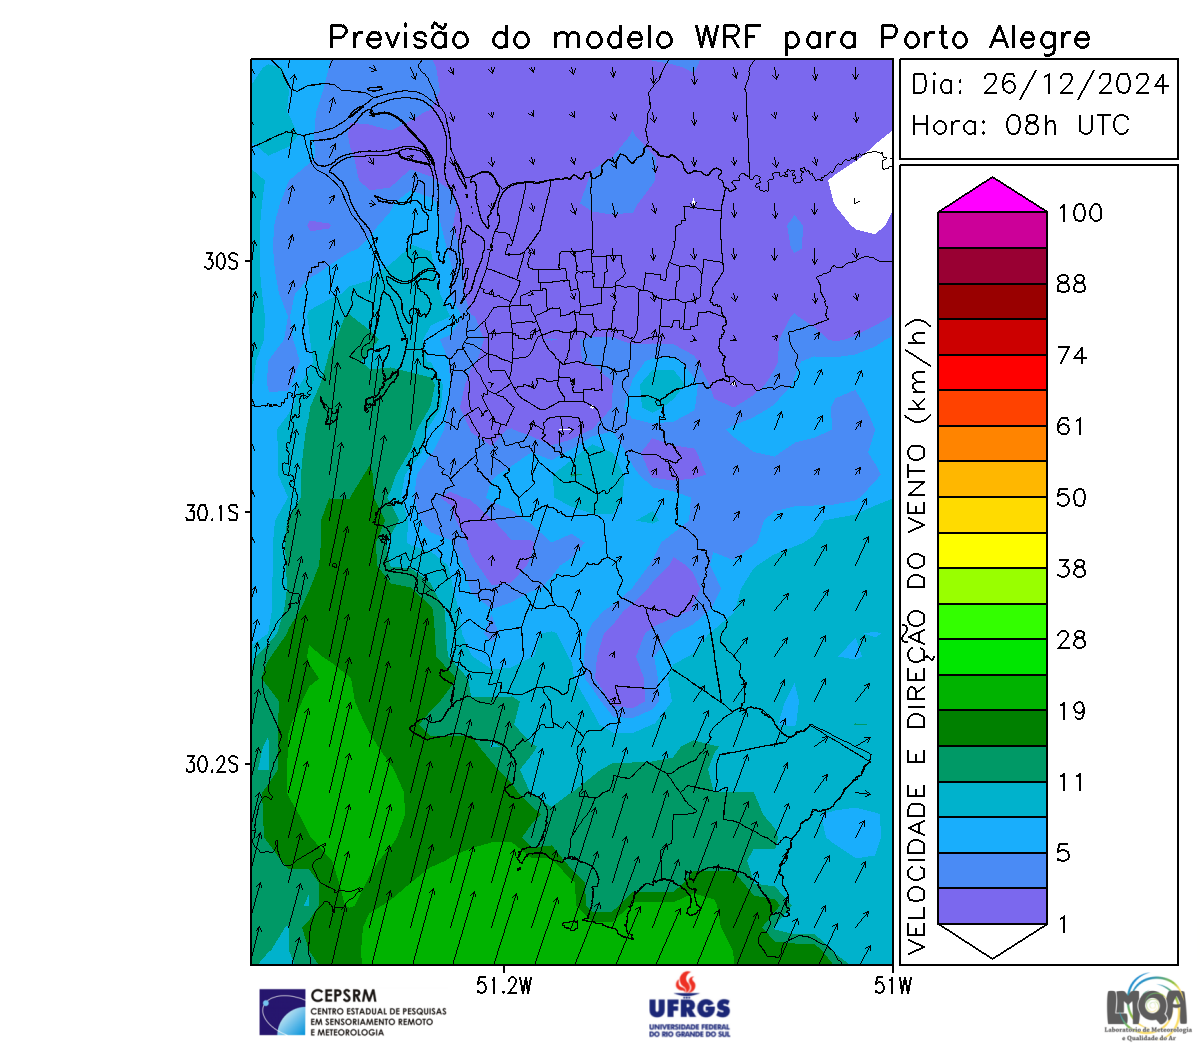 Previsão do modelo WRF para Porto Alegre
Dia: 26/12/2024
Hora: 08h UTC
30S
30.1S
30.2S
51.2W
51W
VELOCIDADE E DIREÇÃO DO VENTO (km/h)
100
88
74
61
50
38
28
19
11
5
1
CEPSRM
CENTRO ESTADUAL DE PESQUISAS
EM SENSORIAMENTO REMOTO
E METEOROLOGIA
UFRGS
UNIVERSIDADE FEDERAL
DO RIO GRANDE DO SUL
LMQA
Laboratório de Meteorologia
e Qualidade do Ar